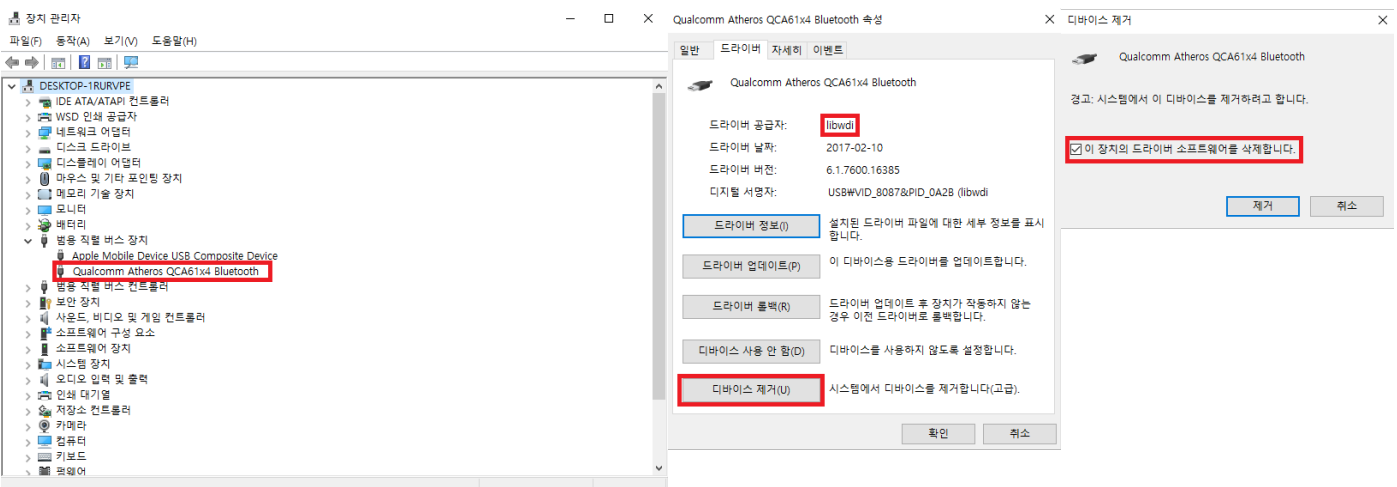 장치 관리자
파일(F) 동작(A) 보기(V) 도움말(H)
DESKTOP-1RURVPE
IDE ATA/ATAPI 컨트롤러
WSD 인쇄 공급자
네트워크 어댑터
디스크 드라이브
디스플레이 어댑터
마우스 및 기타 포인팅 장치
메모리 기술 장치
모니터
배터리
범용 직렬 버스 장치
Apple Mobile Device USB Composite Device
Qualcomm Atheros QCA61x4 Bluetooth
범용 직렬 버스 컨트롤러
보안 장치
사운드, 비디오 및 게임 컨트롤러
소프트웨어 구성 요소
소프트웨어 장치
시스템 장치
오디오 입력 및 출력
인쇄 대기열
저장소 컨트롤러
카메라
컴퓨터
키보드
펌웨어
Qualcomm Atheros QCA61x4 Bluetooth 속성
일반 드라이버 자세히 이벤트
Qualcomm Atheros QCA61x4 Bluetooth
드라이버 공급자: libwdi
드라이버 날짜: 2017-02-10
드라이버 버전: 6.1.7600.16385
디지털 서명자: USB₩VID_8087&PID_0A2B (libwdi
드라이버 정보(I) 설치된 드라이버 파일에 대한 세부 정보를 표시
합니다.
드라이버 업데이트(P) 이 디바이스용 드라이버를 업데이트합니다.
드라이버 롤백(R) 드라이버 업데이트 후 장치가 작동하지 않는
경우 이전 드라이버로 롤백합니다.
디바이스 사용 안 함(D) 디바이스를 사용하지 않도록 설정합니다.
디바이스 제거(U) 시스템에서 디바이스를 제거합니다(고급).
확인 취소
디바이스 제거
Qualcomm Atheros QCA61x4 Bluetooth
경고: 시스템에서 이 디바이스를 제거하려고 합니다.
이 장치의 드라이버 소프트웨어를 삭제합니다.
제거 취소